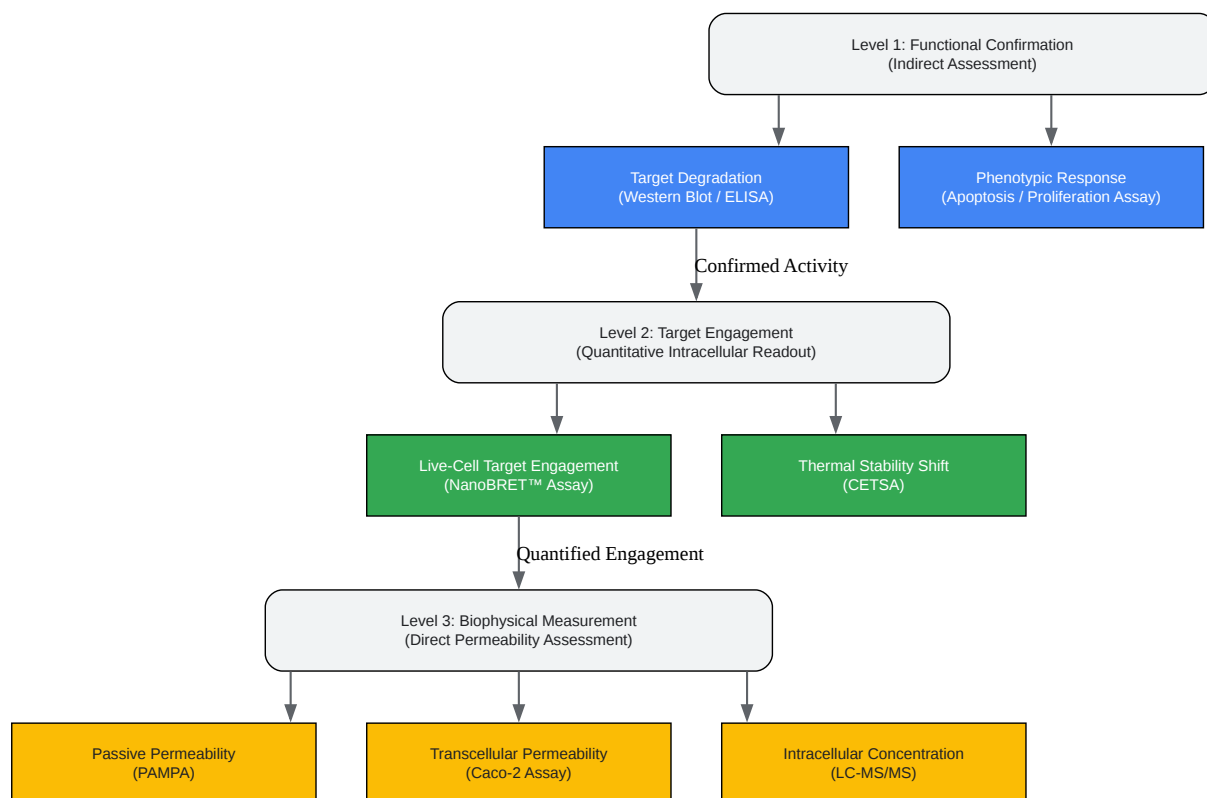 Level 1: Functional Confirmation
(Indirect Assessment)
Target Degradation
(Western Blot / ELISA)
Phenotypic Response
(Apoptosis / Proliferation Assay)
Confirmed Activity
Level 2: Target Engagement
(Quantitative Intracellular Readout)
Live-Cell Target Engagement
(NanoBRET™ Assay)
Thermal Stability Shift
(CETSA)
Quantified Engagement
Level 3: Biophysical Measurement
(Direct Permeability Assessment)
Passive Permeability
(PAMPA)
Transcellular Permeability
(Caco-2 Assay)
Intracellular Concentration
(LC-MS/MS)